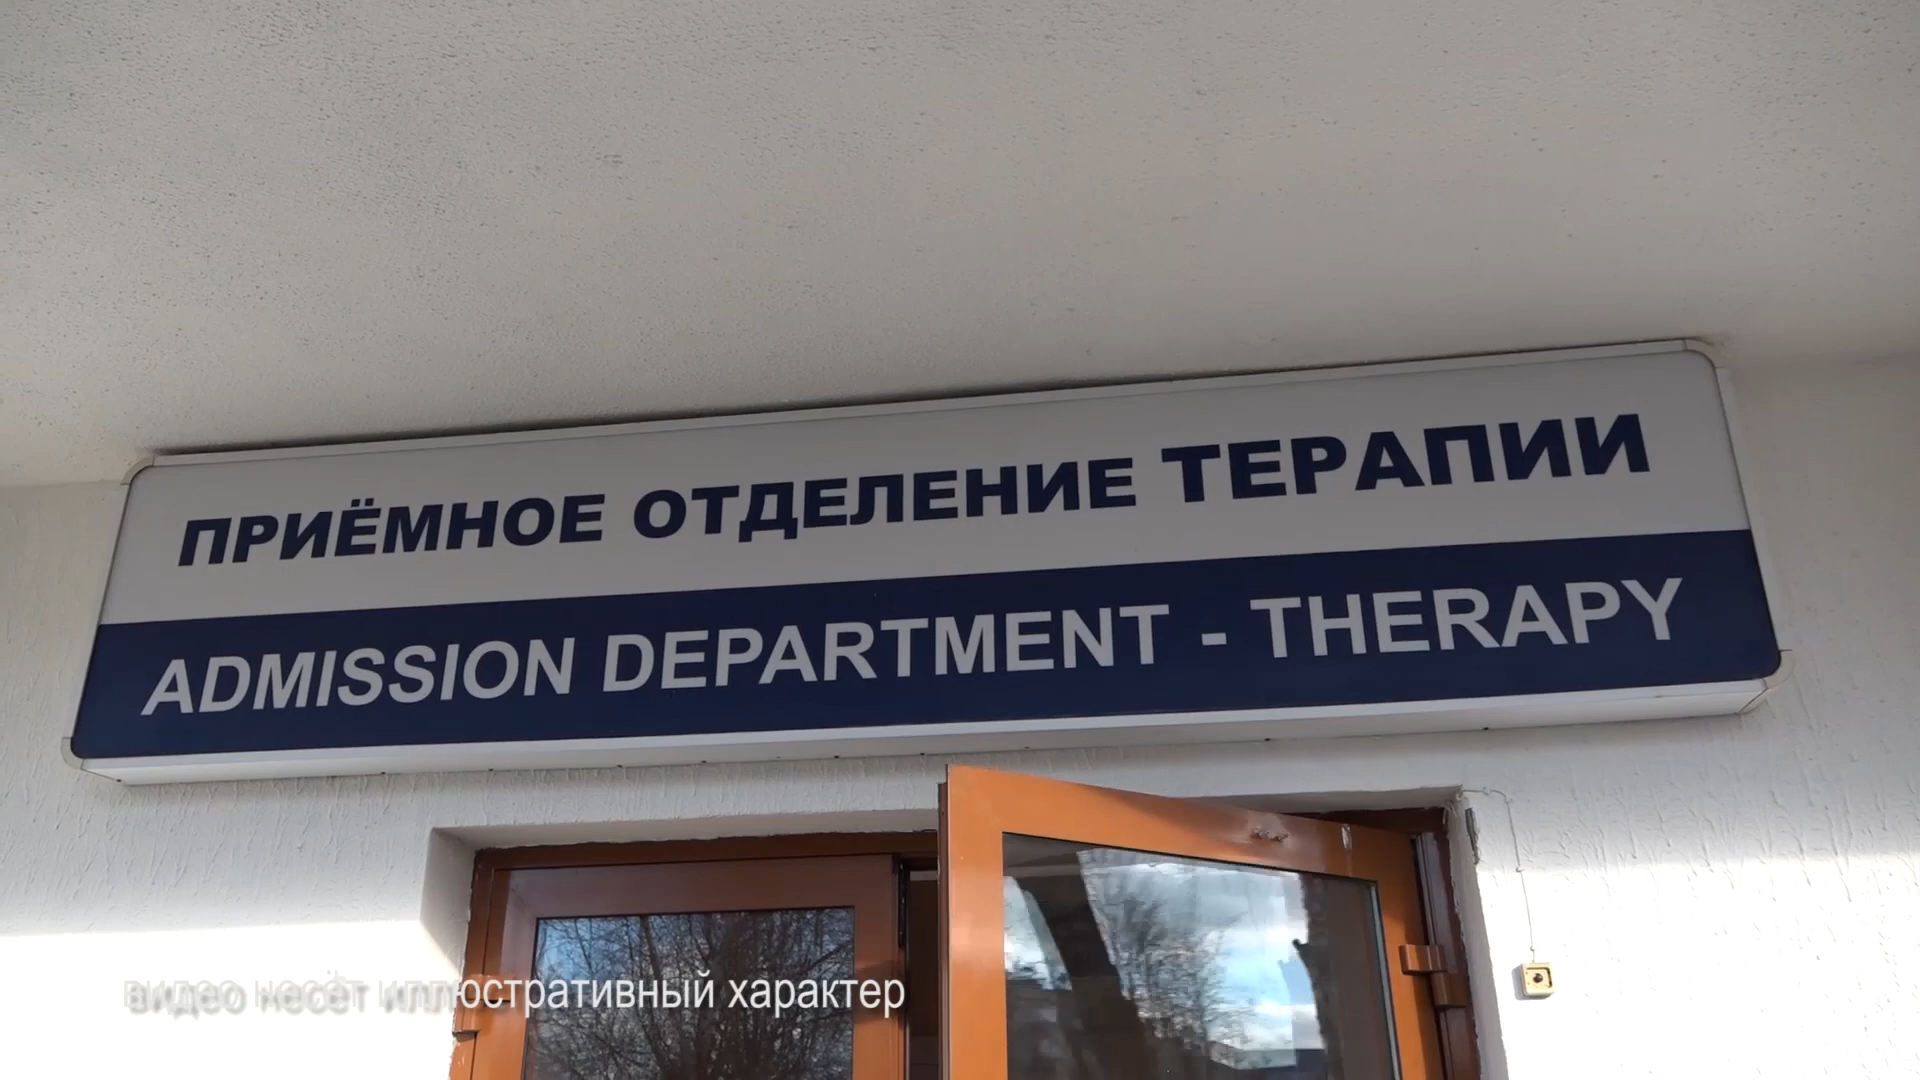 ПРИЁМНОЕ ОТДЕЛЕНИЕ ТЕРАПИИ
ADMISSION DEPARTMENT - THERAPY
видео несёт иллюстративный характер